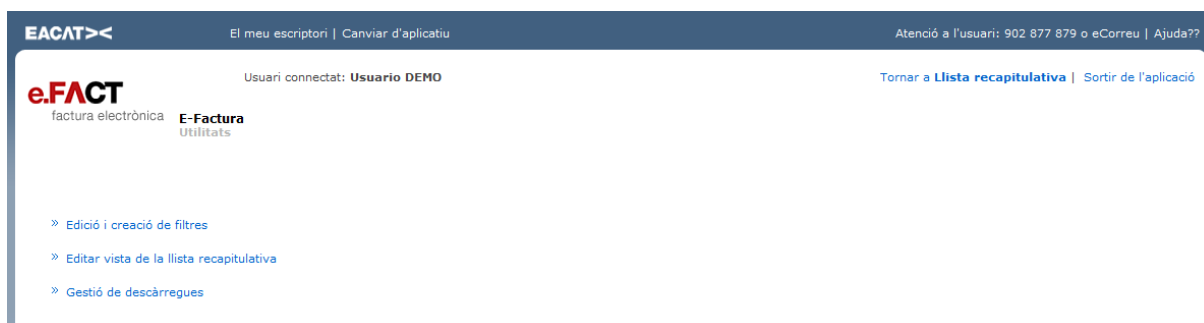 EACAT><
El meu escriptori | Canviar d'aplicatiu
Atenció a l'usuari: 902 877 879 o eCorreu | Ajuda??
Usuari connectat: Usuario DEMO
Tornar a Llista recapitulativa | Sortir de l'aplicació
e.FACT
factura electrònica
E-Factura
Utilitats
» Edició i creació de filtres
» Editar vista de la llista recapitulativa
» Gestió de descàrregues